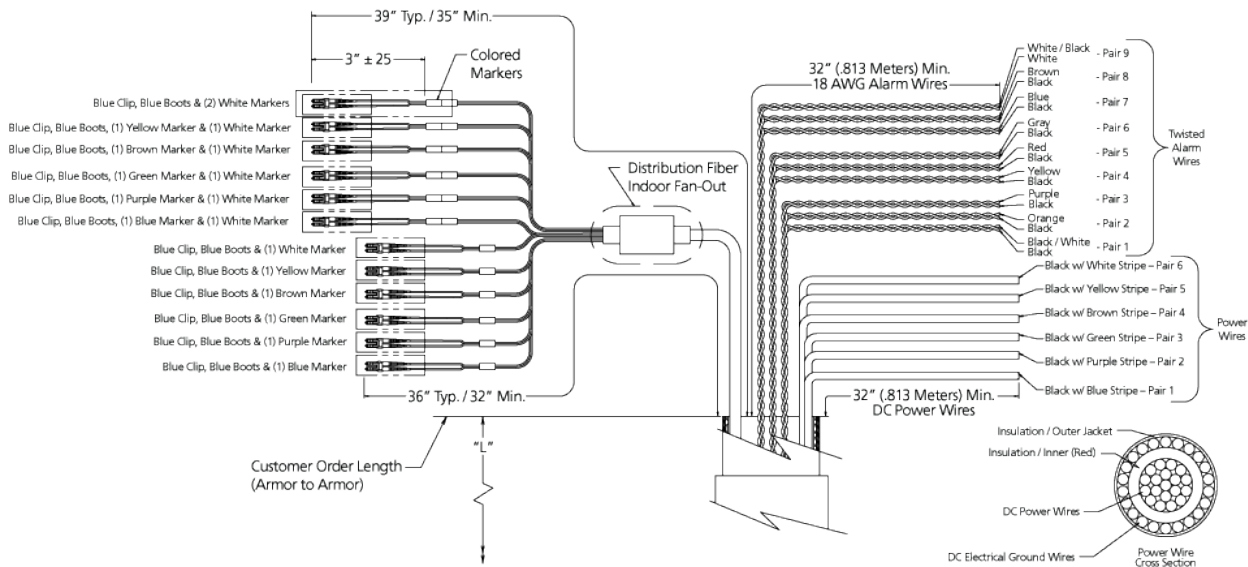 39” Typ. / 35” Min.
3” ± 25
Colored
Markers
Blue Clip, Blue Boots & (2) White Markers
Blue Clip, Blue Boots, (1) Yellow Marker & (1) White Marker
Blue Clip, Blue Boots, (1) Brown Marker & (1) White Marker
Blue Clip, Blue Boots, (1) Green Marker & (1) White Marker
Blue Clip, Blue Boots, (1) Purple Marker & (1) White Marker
Blue Clip, Blue Boots, (1) Blue Marker & (1) White Marker
Blue Clip, Blue Boots & (1) White Marker
Blue Clip, Blue Boots & (1) Yellow Marker
Blue Clip, Blue Boots & (1) Brown Marker
Blue Clip, Blue Boots & (1) Green Marker
Blue Clip, Blue Boots & (1) Purple Marker
Blue Clip, Blue Boots & (1) Blue Marker
36” Typ. / 32” Min.
Distribution Fiber
Indoor Fan-Out
Customer Order Length
(Armor to Armor)
“L”
32” (.813 Meters) Min.
18 AWG Alarm Wires
White / Black
White
- Pair 9
Brown
Black
- Pair 8
Blue
Black
- Pair 7
Gray
Black
- Pair 6
Red
Black
- Pair 5
Yellow
Black
- Pair 4
Purple
Black
- Pair 3
Orange
Black
- Pair 2
Black / White
Black
- Pair 1
Twisted
Alarm
Wires
Black w/ White Stripe – Pair 6
Black w/ Yellow Stripe – Pair 5
Black w/ Brown Stripe – Pair 4
Black w/ Green Stripe – Pair 3
Black w/ Purple Stripe – Pair 2
Black w/ Blue Stripe – Pair 1
Power
Wires
32” (.813 Meters) Min.
DC Power Wires
Insulation / Outer Jacket
Insulation / Inner (Red)
DC Power Wires
DC Electrical Ground Wires
Power Wire
Cross Section